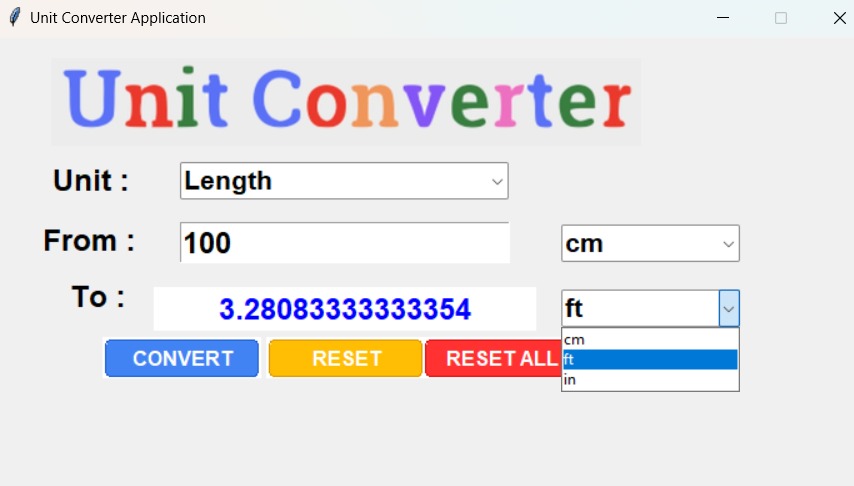 Unit Converter Application
Unit Converter
Unit : Length
From : 100 cm
To : 3.28083333333354 ft
cm
ft
in
CONVERT RESET RESET ALL